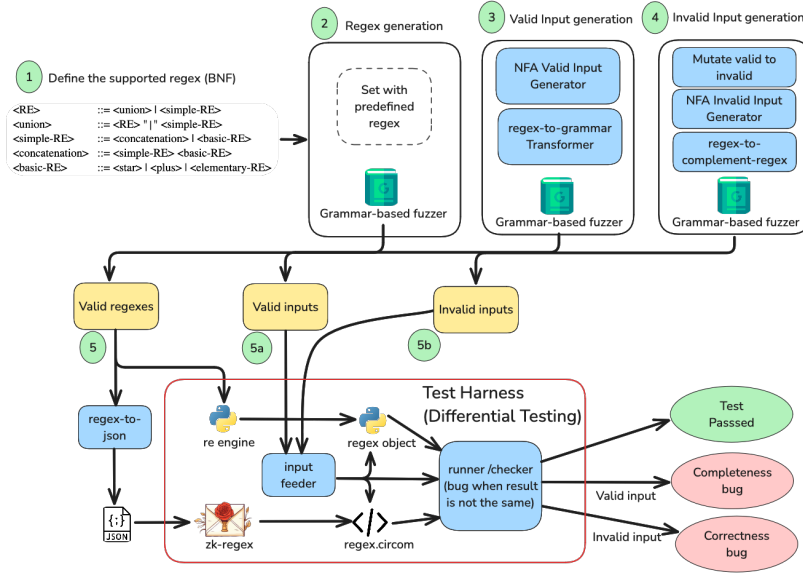 1
Define the supported regex (BNF)
<RE> ::= <union> | <simple-RE>
<union> ::= <RE> "|" <simple-RE>
<simple-RE> ::= <concatenation> | <basic-RE>
<concatenation> ::= <simple-RE> <basic-RE>
<basic-RE> ::= <star> | <plus> | <elementary-RE>
2
Regex generation
Set with
predefined
regex
G
Grammar-based fuzzer
3
Valid Input generation
NFA Valid Input
Generator
regex-to-grammar
Transformer
G
Grammar-based fuzzer
4
Invalid Input generation
Mutate valid to
invalid
NFA Invalid Input
Generator
regex-to-
complement-regex
G
Grammar-based fuzzer
Valid regexes
Valid inputs
Invalid inputs
5
5a
5b
Test Harness
(Differential Testing)
regex-to-
json
re engine
regex object
input
feeder
runner /checker
(bug when result
is not the same)
{;}
JSON
zk-regex
</>
regex.circom
Test
Passsed
Valid input
Completeness
bug
Invalid input
Correctness
bug